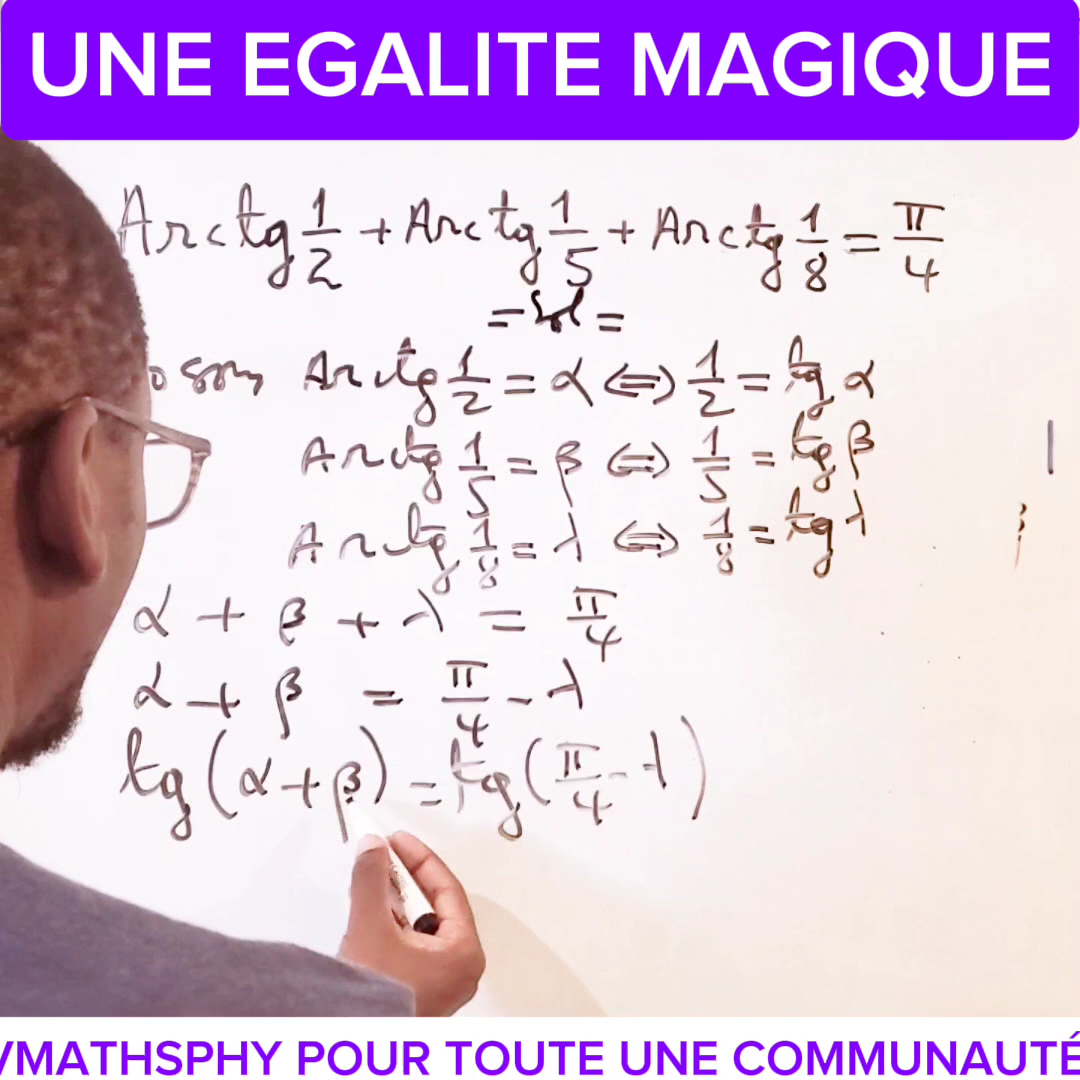 UNE EGALITE MAGIQUE
Arctg 1/2 + Arctg 1/5 + Arctg 1/8 = π/4
= Sol =
osons Arctg 1/2 = α ⇔ 1/2 = tg α
Arctg 1/5 = β ⇔ 1/5 = tg β
Arctg 1/8 = λ ⇔ 1/8 = tg λ
α + β + λ = π/4
α + β = π/4 - λ
tg(α+β) = tg(π/4 - λ)
/MATHSPHY POUR TOUTE UNE COMMUNAUTÉ